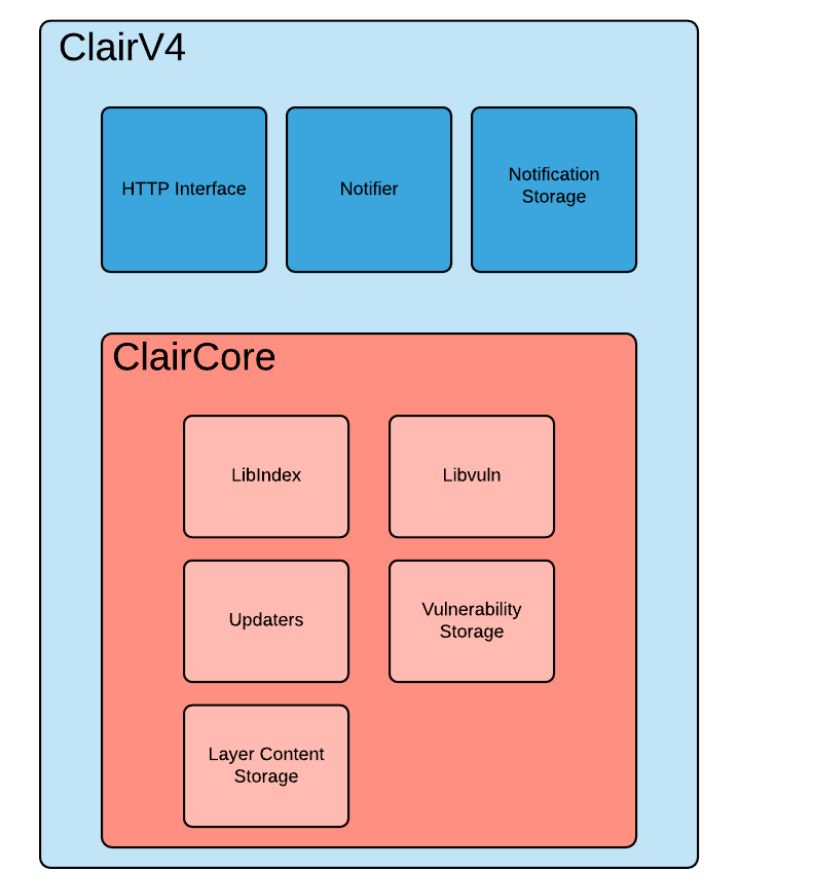 ClairV4
HTTP Interface
Notifier
Notification
Storage
ClairCore
LibIndex
Libvuln
Updaters
Vulnerability
Storage
Layer Content
Storage